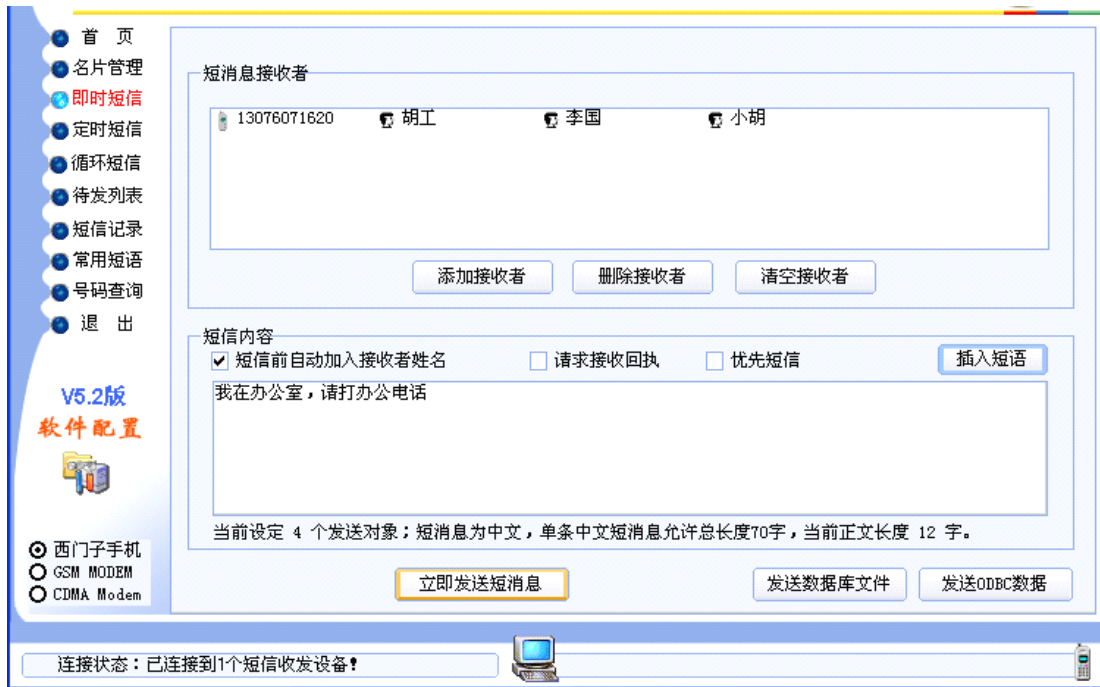 首 页
名片管理
即时短信
定时短信
循环短信
待发列表
短信记录
常用短语
号码查询
退 出
V5.2版
软件配置
西门子手机
GSM MODEM
CDMA Modem
短消息接收者
13076071620 胡工 李国 小胡
添加接收者 删除接收者 清空接收者
短信内容
短信前自动加入接收者姓名 请求接收回执 优先短信 插入短语
我在办公室，请打办公电话
当前设定 4 个发送对象；短消息为中文，单条中文短消息允许总长度70字，当前正文长度 12 字。
立即发送短消息 发送数据库文件 发送ODBC数据
连接状态：已连接到1个短信收发设备！